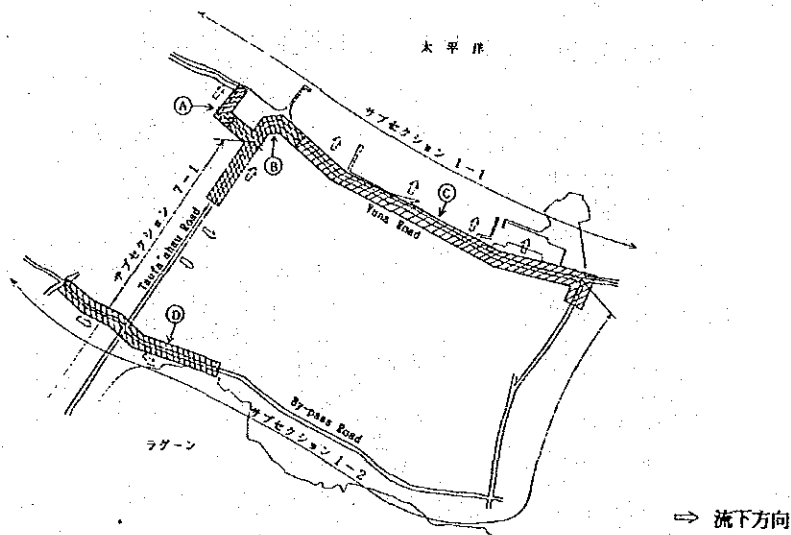 太平洋
サブセクション 1-1
A
B
C
Yuna Road
サブセクション 7-1
Taufa'ahau Road
D
By-pass Road
サブセクション 1-2
ラグーン
⇨ 流下方向